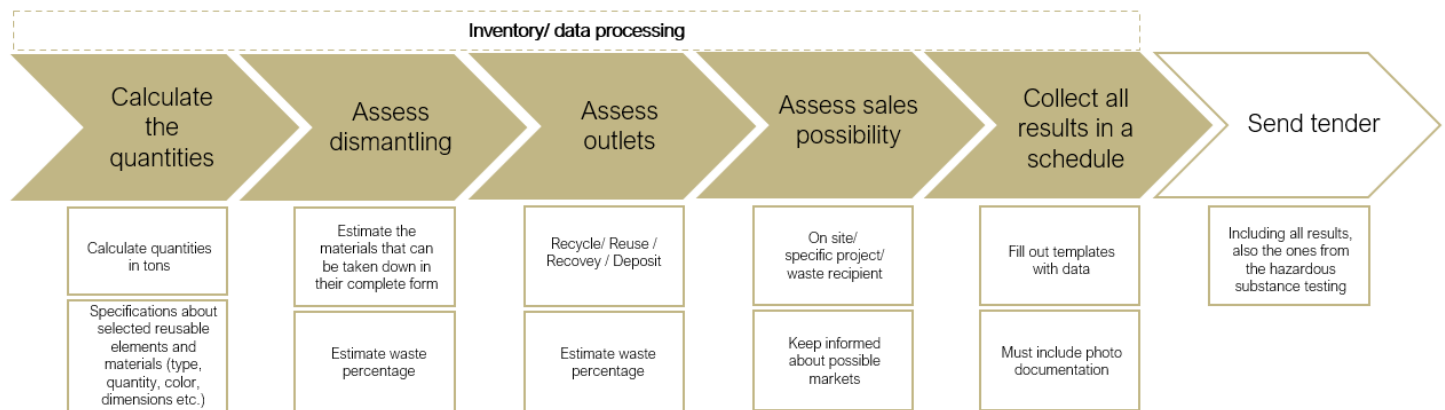 Inventory/ data processing
Calculate
the
quantities
Assess
dismantling
Assess
outlets
Assess sales
possibility
Collect all
results in a
schedule
Send tender
Calculate quantities
in tons
Estimate the
materials that can
be taken down in
their complete form
Recycle/ Reuse /
Recovey / Deposit
On site/
specific project/
waste recipient
Fill out templates
with data
Including all results,
also the ones from
the hazardous
substance testing
Specifications about
selected reusable
elements and
materials (type,
quantity, color,
dimensions etc.)
Estimate waste
percentage
Estimate waste
percentage
Keep informed
about possible
markets
Must include photo
documentation